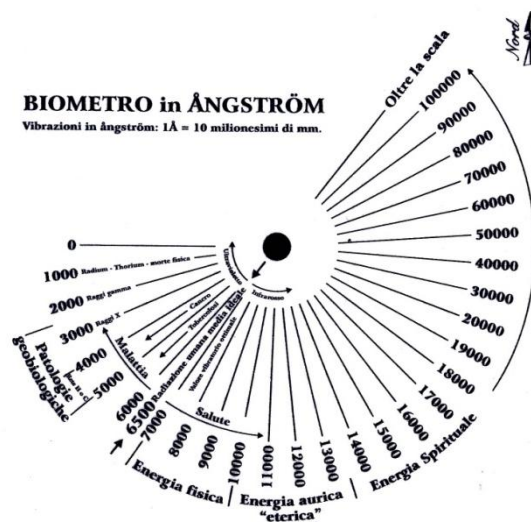 Nord
BIOMETRO in ÅNGSTRÖM
Vibrazioni in ångström: 1Å = 10 milionesimi di mm.
Oltre la scala
100000
90000
80000
70000
60000
50000
40000
30000
20000
19000
18000
17000
16000
15000
14000
13000
12000
11000
10000
9000
8000
7000
6500
6000
5000
4000
3000
2000
1000
0
Radium - Thorium - morte fisica
Raggi gamma
Raggi X
Ultravioletto
Infrarosso
Cancro
Tubercolosi
Radiazione umana media ideale
Valore vibratorio ottimale
Malattia
Salute
Patologie
geobiologiche
Energia fisica
Energia aurica
"eterica"
Energia Spirituale